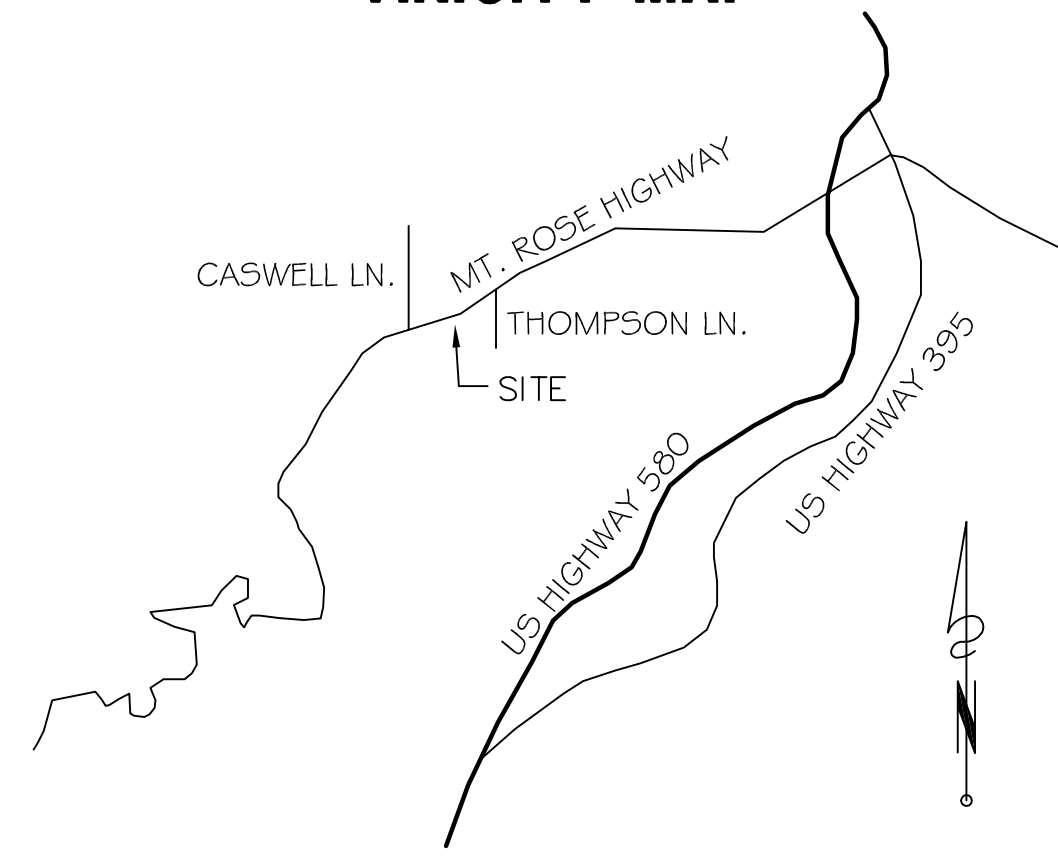 MT. ROSE HIGHWAY
CASWELL LN.
THOMPSON LN.
SITE
US HIGHWAY 395
US HIGHWAY 580
N